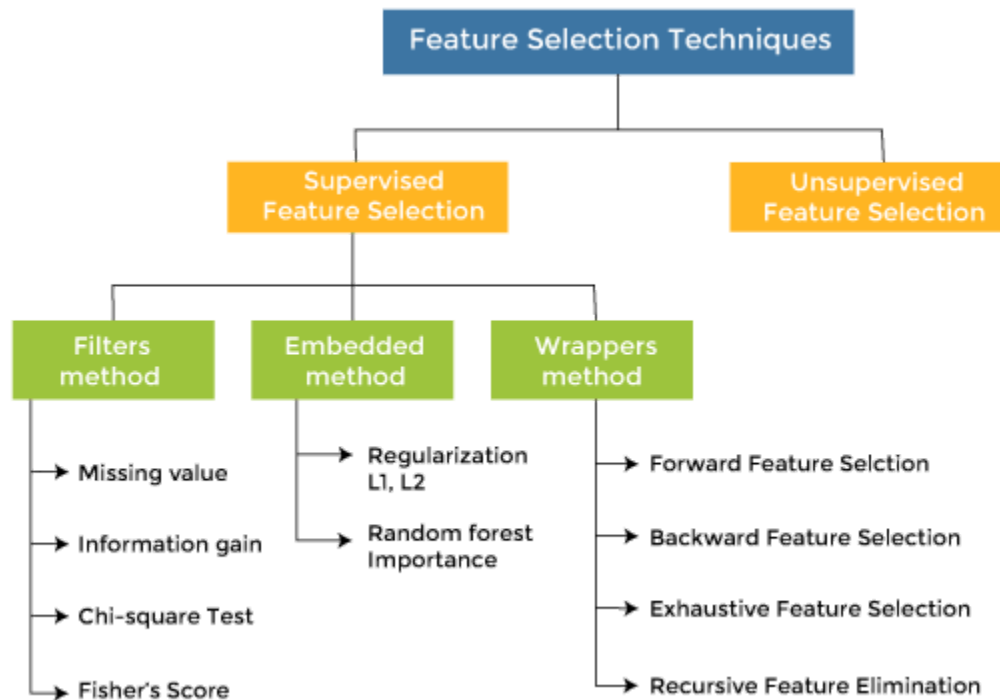 Feature Selection Techniques
Supervised
Feature Selection
Unsupervised
Feature Selection
Filters
method
Missing value
Information gain
Chi-square Test
Fisher's Score
Embedded
method
Regularization
L1, L2
Random forest
Importance
Wrappers
method
Forward Feature Selction
Backward Feature Selection
Exhaustive Feature Selection
Recursive Feature Elimination